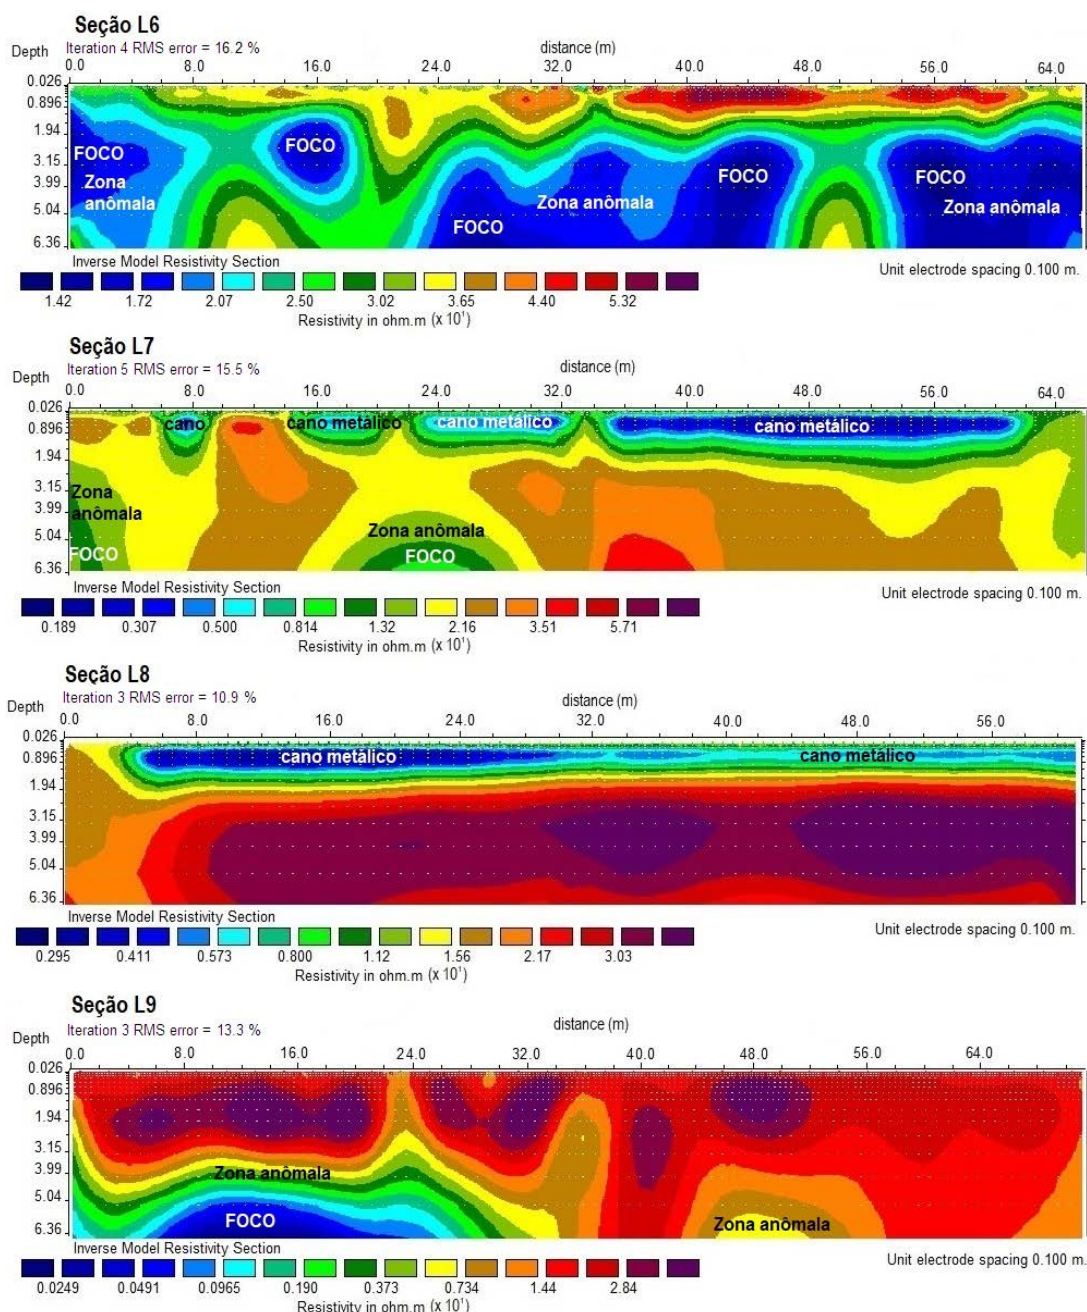 Seção L6
Iteration 4 RMS error = 16.2 %
Depth
distance (m)
0.0 8.0 16.0 24.0 32.0 40.0 48.0 56.0 64.0
0.026
0.896
1.94
3.15
3.99
5.04
6.36
FOCO
Zona
anômala
FOCO
FOCO
Zona anômala
FOCO
FOCO
Zona anômala
Inverse Model Resistivity Section
Unit electrode spacing 0.100 m.
1.42 1.72 2.07 2.50 3.02 3.65 4.40 5.32
Resistivity in ohm.m (x 10¹)
Seção L7
Iteration 5 RMS error = 15.5 %
Depth
distance (m)
0.0 8.0 16.0 24.0 32.0 40.0 48.0 56.0 64.0
0.026
0.896
1.94
3.15
3.99
5.04
6.36
cano
cano metálico
cano metálico
cano metálico
Zona
anômala
FOCO
Zona anômala
FOCO
Inverse Model Resistivity Section
Unit electrode spacing 0.100 m.
0.189 0.307 0.500 0.814 1.32 2.16 3.51 5.71
Resistivity in ohm.m (x 10¹)
Seção L8
Iteration 3 RMS error = 10.9 %
Depth
distance (m)
0.0 8.0 16.0 24.0 32.0 40.0 48.0 56.0
0.026
0.896
1.94
3.15
3.99
5.04
6.36
cano metálico
cano metálico
Inverse Model Resistivity Section
Unit electrode spacing 0.100 m.
0.295 0.411 0.573 0.800 1.12 1.56 2.17 3.03
Resistivity in ohm.m (x 10¹)
Seção L9
Iteration 3 RMS error = 13.3 %
Depth
distance (m)
0.0 8.0 16.0 24.0 32.0 40.0 48.0 56.0 64.0
0.026
0.896
1.94
3.15
3.99
5.04
6.36
Zona anômala
FOCO
Zona anômala
Inverse Model Resistivity Section
Unit electrode spacing 0.100 m.
0.0249 0.0491 0.0965 0.190 0.373 0.734 1.44 2.84
Resistivity in ohm.m (x 10¹)